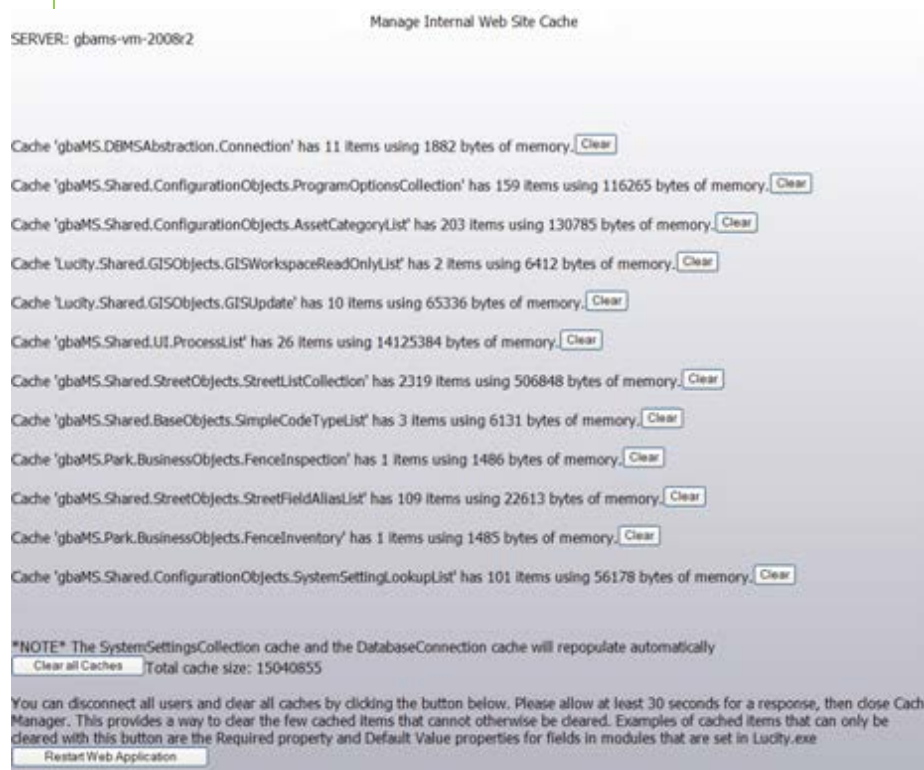 Manage Internal Web Site Cache
SERVER: gbams-vm-2008r2
Cache 'gbaMS.DBMSAbstraction.Connection' has 11 items using 1882 bytes of memory. Clear
Cache 'gbaMS.Shared.ConfigurationObjects.ProgramOptionsCollection' has 159 items using 116265 bytes of memory. Clear
Cache 'gbaMS.Shared.ConfigurationObjects.AssetCategoryList' has 203 items using 130785 bytes of memory. Clear
Cache 'Lucity.Shared.GISObjects.GISWorkspaceReadOnlyList' has 2 items using 6412 bytes of memory. Clear
Cache 'Lucity.Shared.GISObjects.GISUpdate' has 10 items using 65336 bytes of memory. Clear
Cache 'gbaMS.Shared.UI.ProcessList' has 26 items using 14125384 bytes of memory. Clear
Cache 'gbaMS.Shared.StreetObjects.StreetListCollection' has 2319 items using 506848 bytes of memory. Clear
Cache 'gbaMS.Shared.BaseObjects.SimpleCodeTypeList' has 3 items using 6131 bytes of memory. Clear
Cache 'gbaMS.Park.BusinessObjects.FenceInspection' has 1 items using 1486 bytes of memory. Clear
Cache 'gbaMS.Shared.StreetObjects.StreetFieldAliasList' has 109 items using 22613 bytes of memory. Clear
Cache 'gbaMS.Park.BusinessObjects.FenceInventory' has 1 items using 1485 bytes of memory. Clear
Cache 'gbaMS.Shared.ConfigurationObjects.SystemSettingLookupList' has 101 items using 56178 bytes of memory. Clear
*NOTE* The SystemSettingsCollection cache and the DatabaseConnection cache will repopulate automatically
Clear all Caches Total cache size: 15040855
You can disconnect all users and clear all caches by clicking the button below. Please allow at least 30 seconds for a response, then close Cach
Manager. This provides a way to clear the few cached items that cannot otherwise be cleared. Examples of cached items that can only be
cleared with this button are the Required property and Default Value properties for fields in modules that are set in Lucity.exe
Restart Web Application